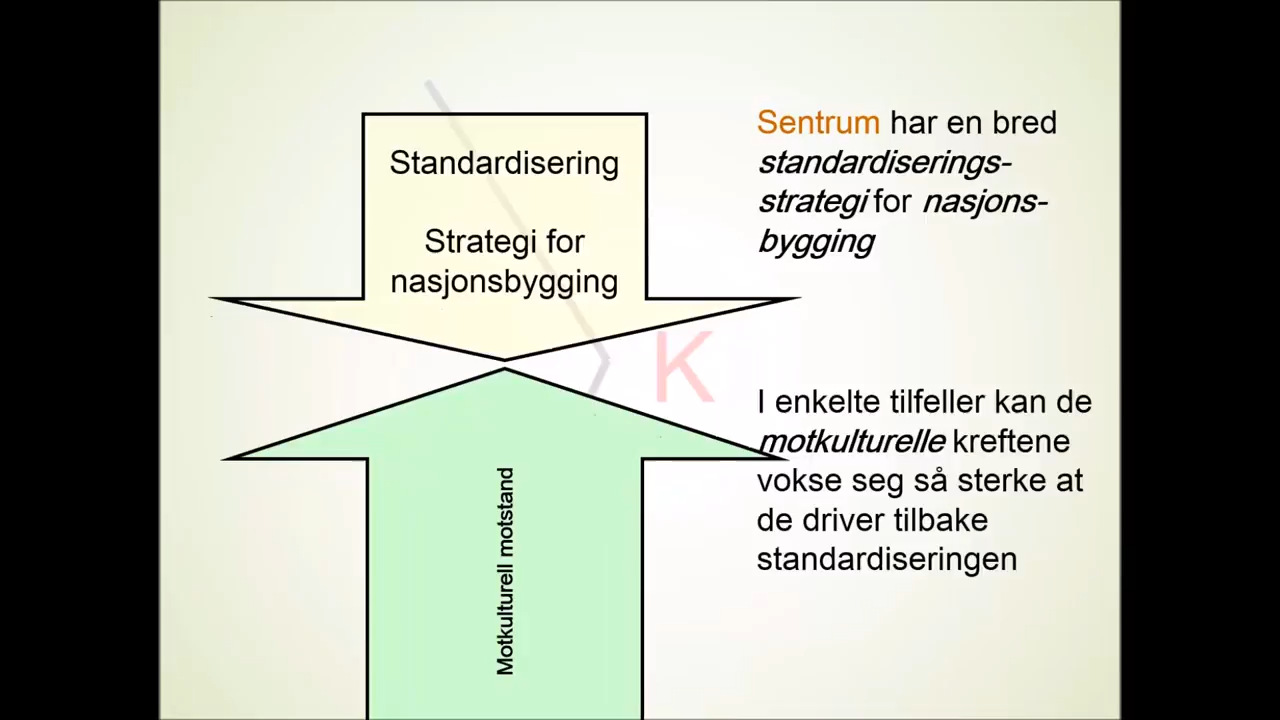 Standardisering
Strategi for
nasjonsbygging
Sentrum har en bred
standardiserings-
strategi for nasjons-
bygging
K
I enkelte tilfeller kan de
motkulturelle kreftene
vokse seg så sterke at
de driver tilbake
standardiseringen
Motkulturell motstand